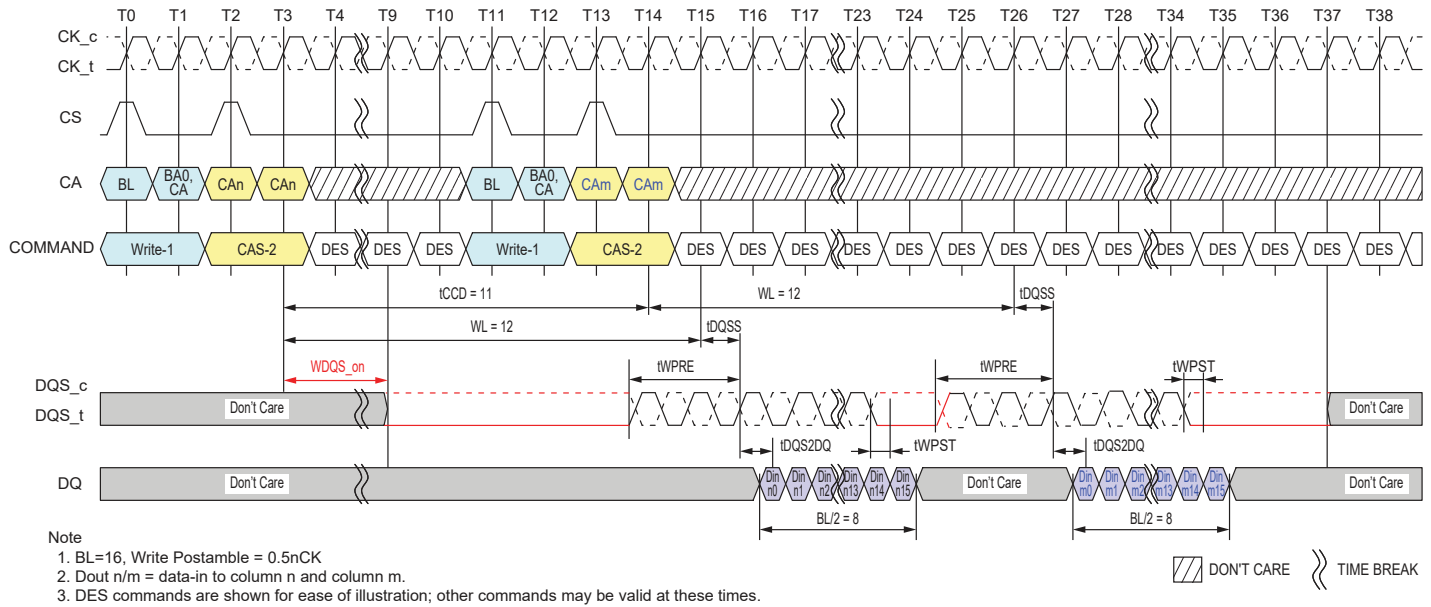 T0 T1 T2 T3 T4 T9 T10 T11 T12 T13 T14 T15 T16 T17 T23 T24 T25 T26 T27 T28 T34 T35 T36 T37 T38
CK_c
CK_t
CS
CA BL BA0, CA CAn CAn BL BA0, CA CAm CAm
COMMAND Write-1 CAS-2 DES DES DES Write-1 CAS-2 DES DES DES DES DES DES DES DES DES DES DES DES DES DES
tCCD = 11 WL = 12 tDQSS
WL = 12 tDQSS
WDQS_on tWPRE tWPRE tWPST
DQS_c
DQS_t Don't Care Don't Care
tDQS2DQ tWPST tDQS2DQ
DQ Don't Care Din n0 Din n1 Din n2 Din n13 Din n14 Din n15 Don't Care Din m0 Din m1 Din m2 Din m13 Din m14 Din m15 Don't Care
BL/2 = 8 BL/2 = 8
Note
1. BL=16, Write Postamble = 0.5nCK
2. Dout n/m = data-in to column n and column m.
3. DES commands are shown for ease of illustration; other commands may be valid at these times.
DON'T CARE TIME BREAK